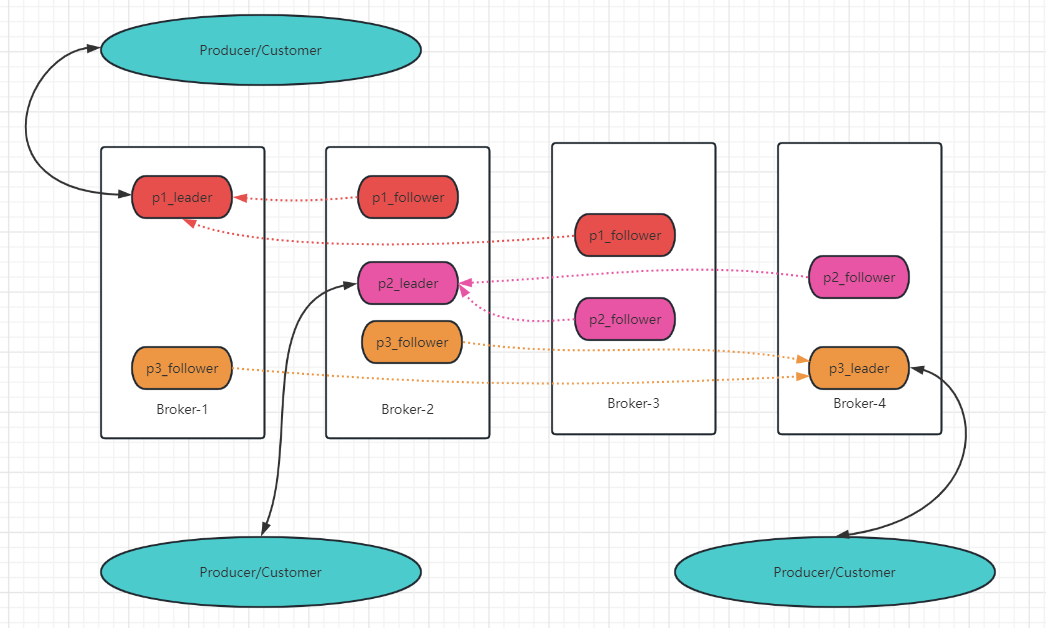 Producer/Customer
p1_leader
p3_follower
Broker-1
p1_follower
p2_leader
p3_follower
Broker-2
p1_follower
p2_follower
Broker-3
p2_follower
p3_leader
Broker-4
Producer/Customer
Producer/Customer